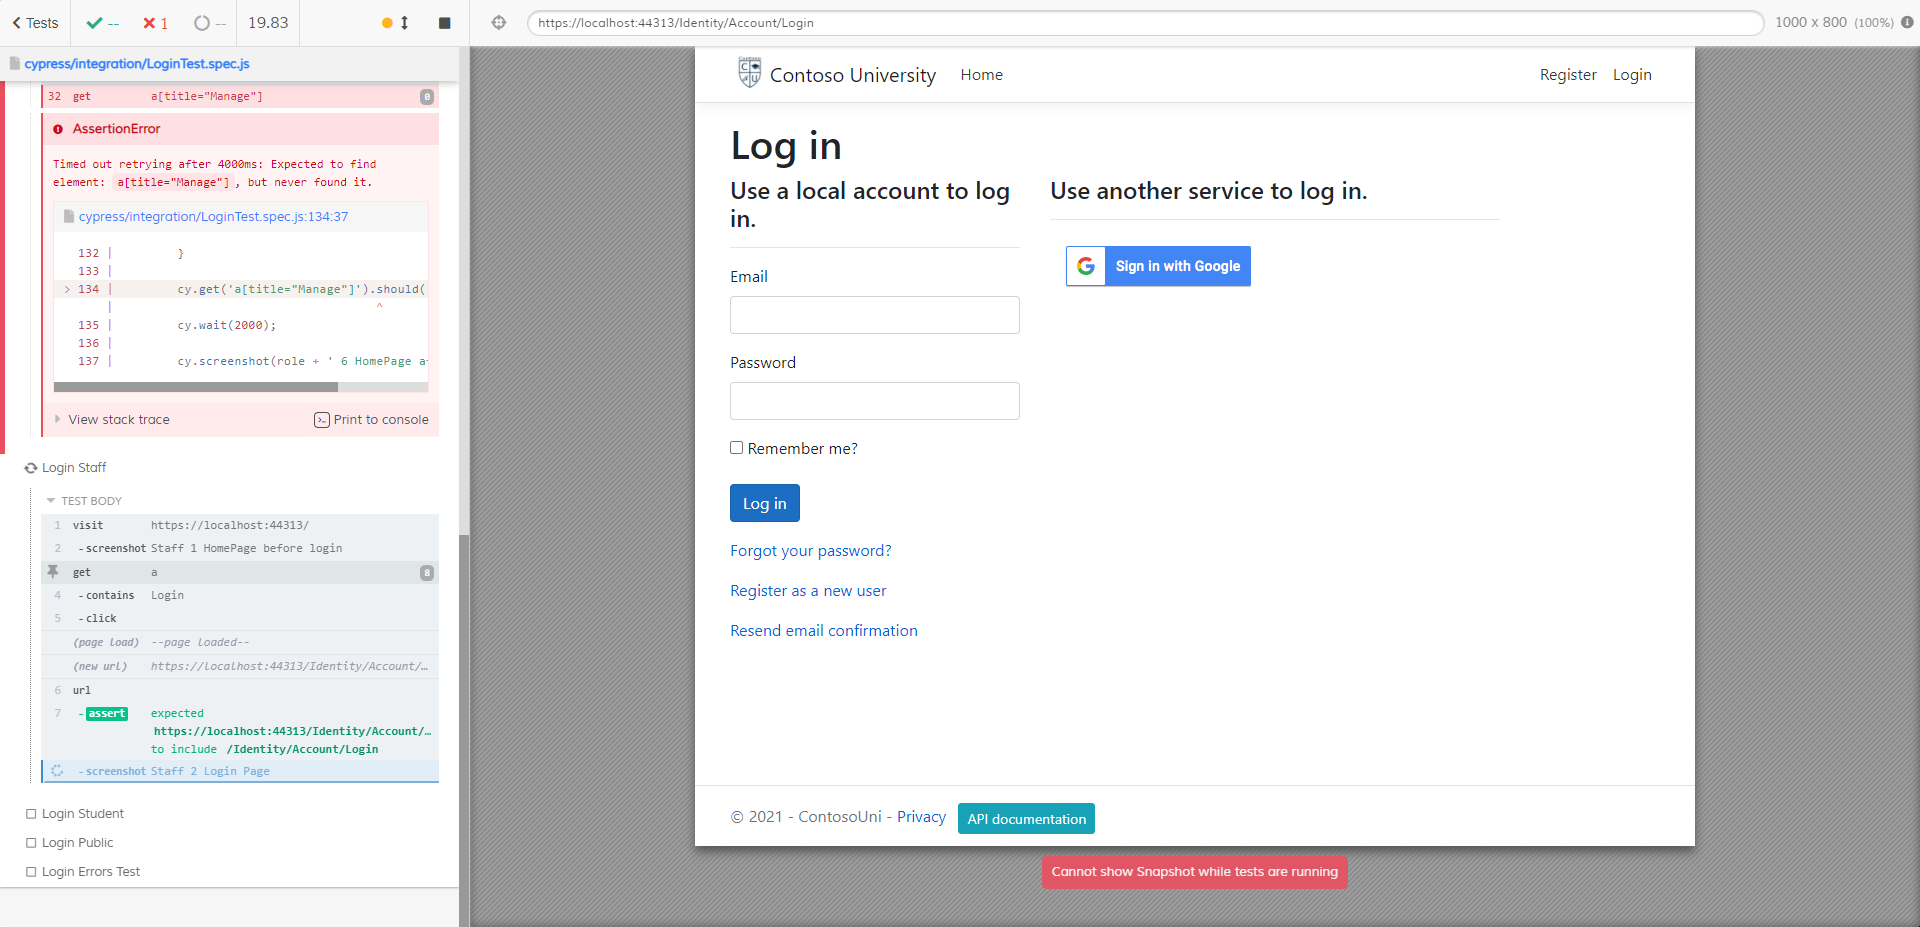 Tests
--
1
--
19.83
https://localhost:44313/Identity/Account/Login
1000 x 800 (100%)
cypress/integration/LoginTest.spec.js
32 get a[title="Manage"] 0
AssertionError
Timed out retrying after 4000ms: Expected to find
element: a[title="Manage"], but never found it.
cypress/integration/LoginTest.spec.js:134:37
132 | }
133 |
> 134 | cy.get('a[title="Manage"]').should(
| ^
135 | cy.wait(2000);
136 |
137 | cy.screenshot(role + ' 6 HomePage a
View stack trace
Print to console
Login Staff
TEST BODY
1 visit https://localhost:44313/
2 -screenshot Staff 1 HomePage before login
get a 8
4 -contains Login
5 -click
(page load) --page loaded--
(new url) https://localhost:44313/Identity/Account/…
6 url
7 -assert expected
https://localhost:44313/Identity/Account/…
to include /Identity/Account/Login
-screenshot Staff 2 Login Page
Login Student
Login Public
Login Errors Test
Contoso University
Home
Register
Login
Log in
Use a local account to log
in.
Email
Password
Remember me?
Log in
Forgot your password?
Register as a new user
Resend email confirmation
Use another service to log in.
Sign in with Google
© 2021 - ContosoUni - Privacy
API documentation
Cannot show Snapshot while tests are running